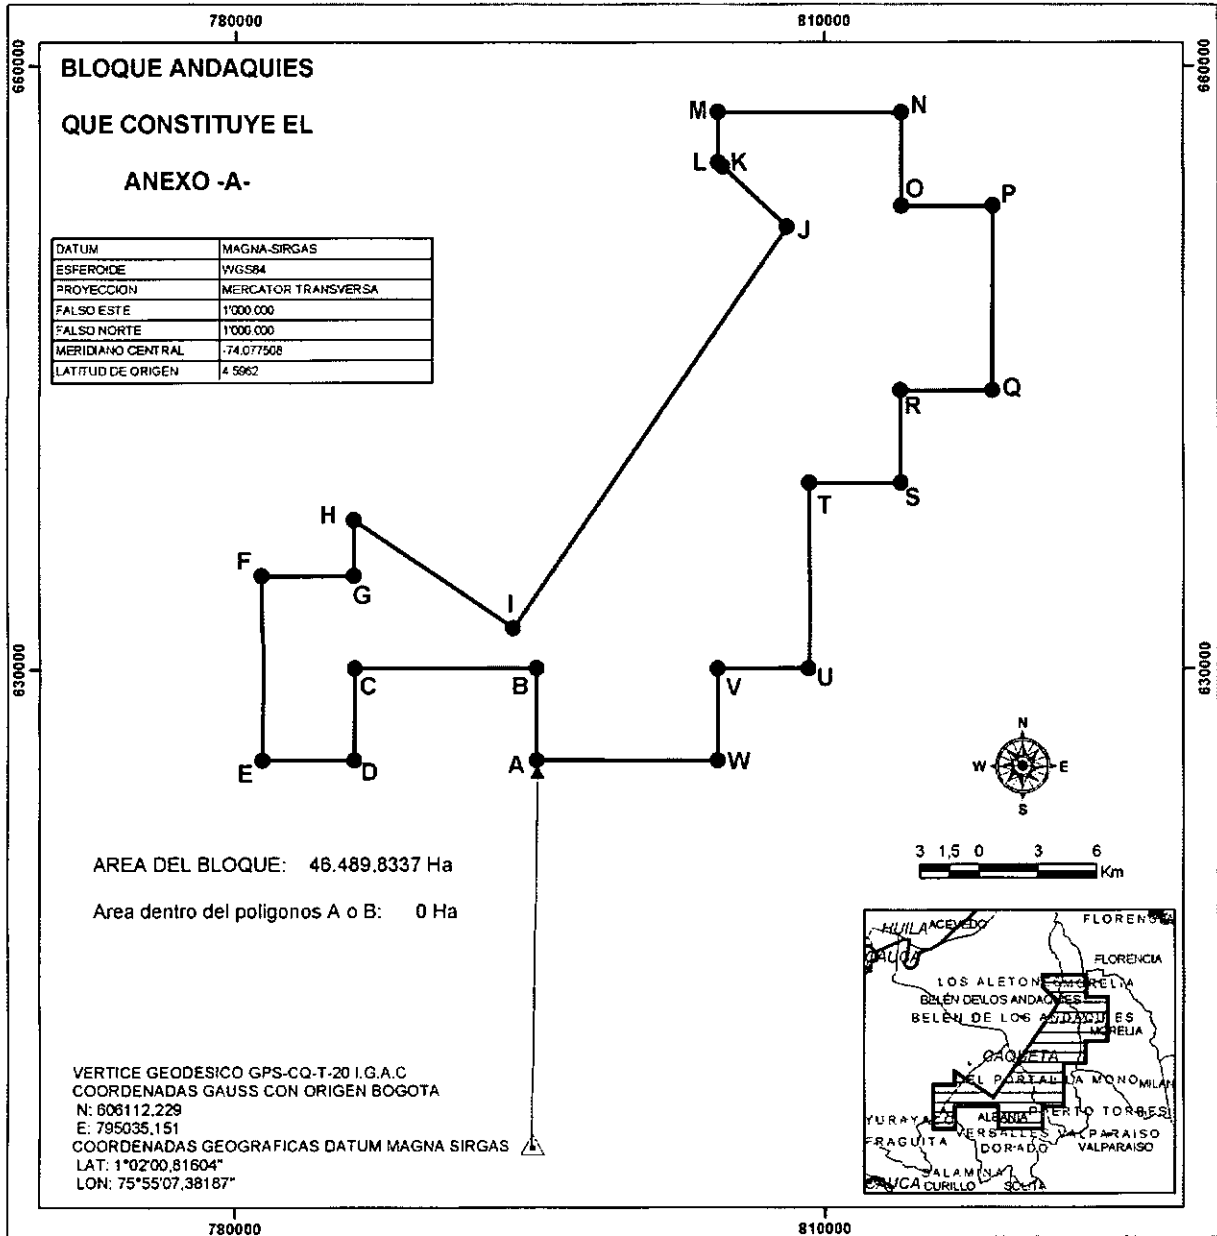 780000
810000
660000
660000
BLOQUE ANDAQUIES
QUE CONSTITUYE EL
ANEXO -A-
DATUM MAGNA-SIRGAS
ESFEROIDE WGS84
PROYECCION MERCATOR TRANSVERSA
FALSO ESTE 1'000.000
FALSO NORTE 1'000.000
MERIDIANO CENTRAL -74.077508
LATITUD DE ORIGEN 4.5962
M
N
L
K
O
P
J
R
Q
T
S
H
F
G
I
C
B
V
U
E
D
A
W
630000
630000
N
W
E
S
3 1,5 0 3 6
Km
AREA DEL BLOQUE: 46.489,8337 Ha
Area dentro del poligonos A o B: 0 Ha
HUILA ACEVEDO
FLORENCIA
CAUCA
FLORENCIA
LOS ALETONES MORELIA
BELEN DE LOS ANDAQUIES
BELEN DE LOS ANDAQUIES
MORELIA
CAQUETA
DEL PORTAL LA MONO MILAN
ALBANIA
PUERTO TORRES
YURAYACO
FRAGUITA
VERSALLES VALPARAISO
DORADO
VALPARAISO
SALAMINA
CAUCA CURILLO SOLITA
VERTICE GEODESICO GPS-CQ-T-20 I.G.A.C
COORDENADAS GAUSS CON ORIGEN BOGOTA
N: 606112,229
E: 795035,151
COORDENADAS GEOGRAFICAS DATUM MAGNA SIRGAS
LAT: 1°02'00,81604"
LON: 75°55'07,38187"
780000
810000